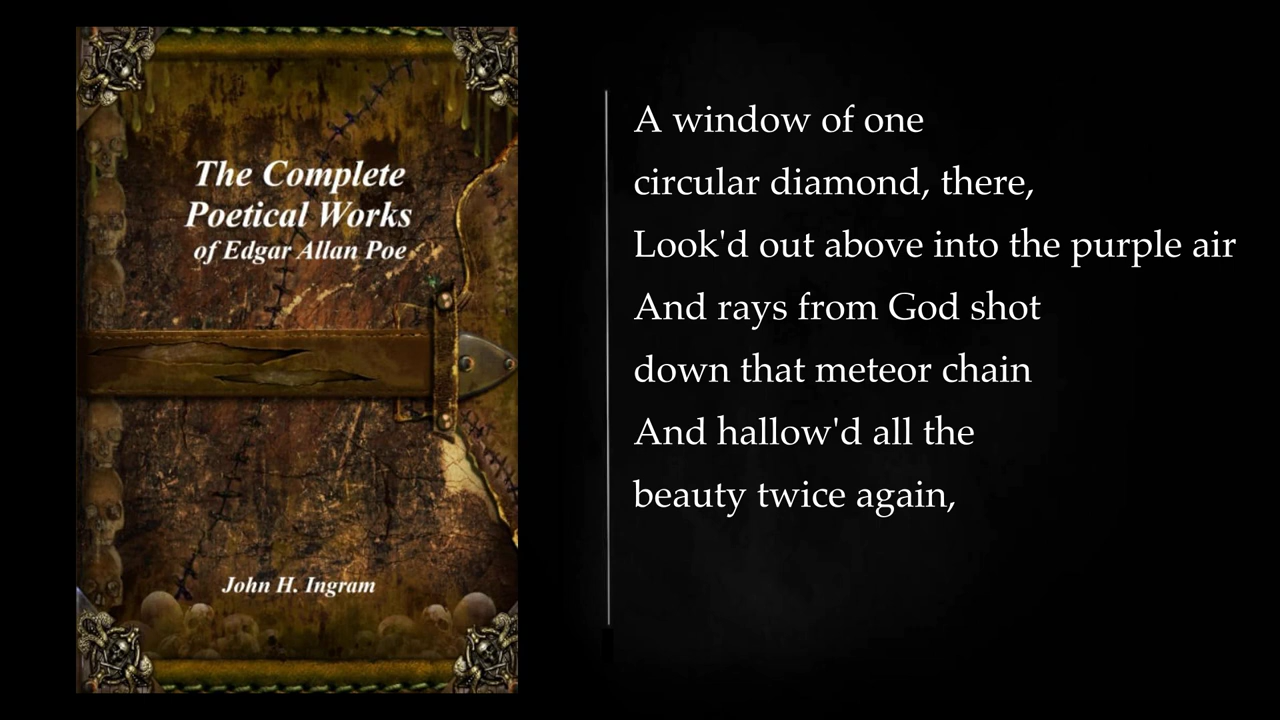 The Complete
Poetical Works
of Edgar Allan Poe
John H. Ingram
A window of one
circular diamond, there,
Look'd out above into the purple air
And rays from God shot
down that meteor chain
And hallow'd all the
beauty twice again,